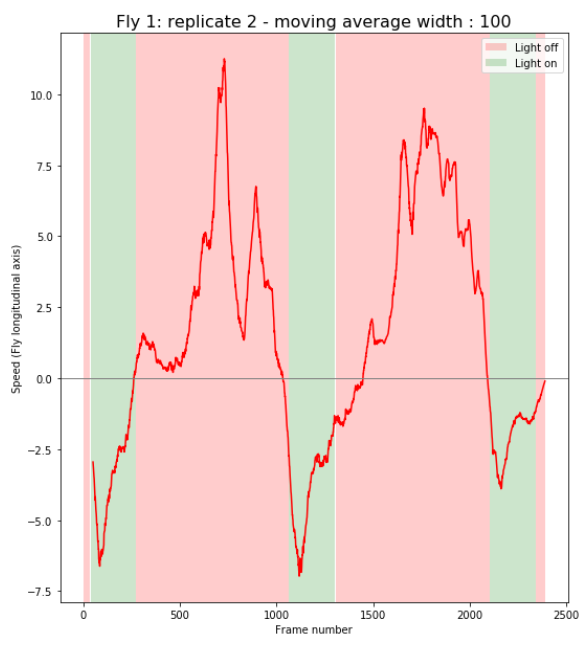 Fly 1: replicate 2 - moving average width : 100
Light off
Light on
10.0
7.5
5.0
2.5
0.0
−2.5
−5.0
−7.5
Speed (Fly longitudinal axis)
0 500 1000 1500 2000 2500
Frame number